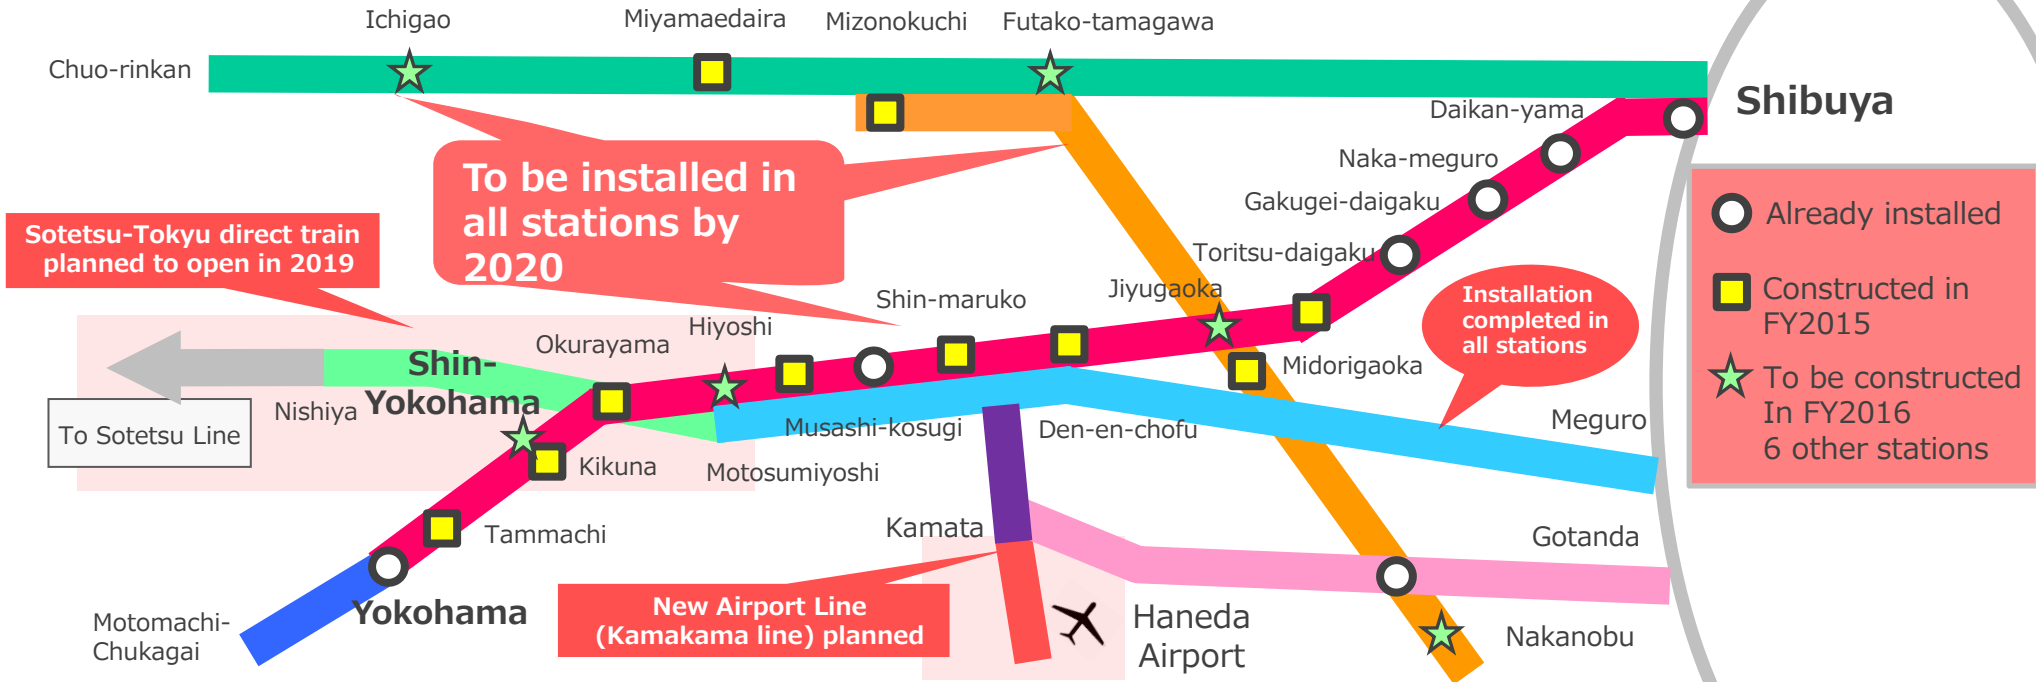 Ichigao
Miyamaedaira
Mizonokuchi
Futako-tamagawa
Chuo-rinkan
Shibuya
Daikan-yama
Naka-meguro
Gakugei-daigaku
Toritsu-daigaku
To be installed in
all stations by
2020
Sotetsu-Tokyu direct train
planned to open in 2019
Already installed
Constructed in
FY2015
To be constructed
In FY2016
6 other stations
Shin-maruko
Jiyugaoka
Hiyoshi
Okurayama
Installation
completed in
all stations
Shin-
Yokohama
Midorigaoka
Nishiya
To Sotetsu Line
Musashi-kosugi
Den-en-chofu
Meguro
Kikuna
Motosumiyoshi
Tammachi
Kamata
Gotanda
Yokohama
Motomachi-
Chukagai
New Airport Line
(Kamakama line) planned
Haneda
Airport
Nakanobu